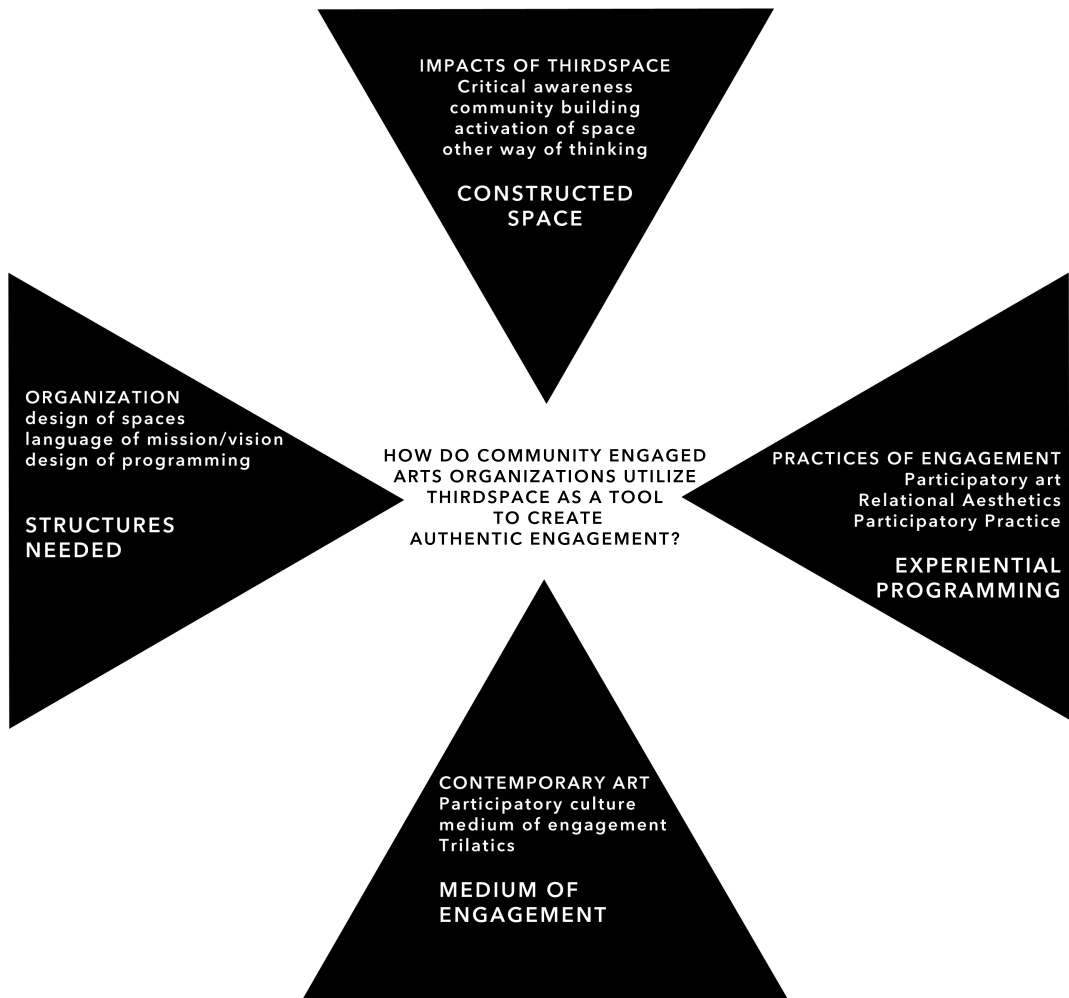 IMPACTS OF THIRDSPACE
Critical awareness
community building
activation of space
other way of thinking
CONSTRUCTED
SPACE
ORGANIZATION
design of spaces
language of mission/vision
design of programming
STRUCTURES
NEEDED
HOW DO COMMUNITY ENGAGED
ARTS ORGANIZATIONS UTILIZE
THIRDSPACE AS A TOOL
TO CREATE
AUTHENTIC ENGAGEMENT?
PRACTICES OF ENGAGEMENT
Participatory art
Relational Aesthetics
Participatory Practice
EXPERIENTIAL
PROGRAMMING
CONTEMPORARY ART
Participatory culture
medium of engagement
Trilatics
MEDIUM OF
ENGAGEMENT